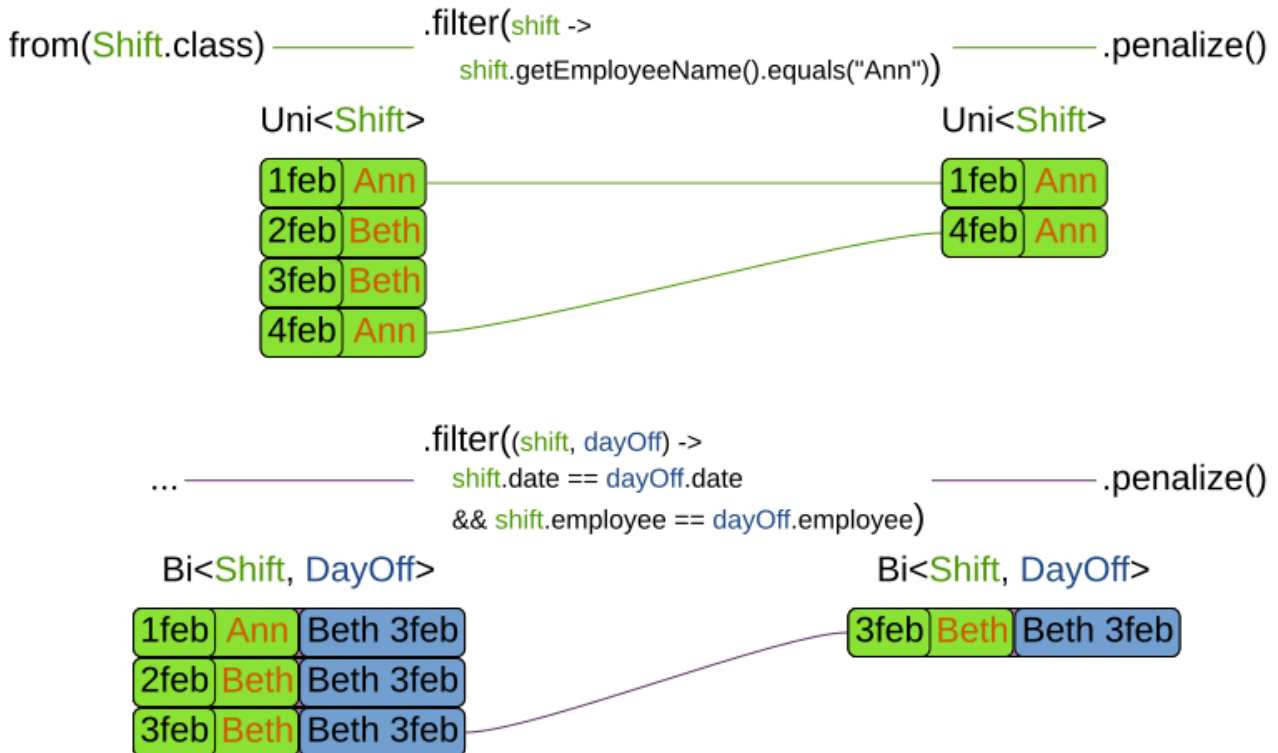 from(Shift.class)
.filter(shift ->
shift.getEmployeeName().equals("Ann"))
.penalize()
Uni<Shift>
Uni<Shift>
1feb Ann
1feb Ann
2feb Beth
4feb Ann
3feb Beth
4feb Ann
...
.filter((shift, dayOff) ->
shift.date == dayOff.date
&& shift.employee == dayOff.employee)
.penalize()
Bi<Shift, DayOff>
Bi<Shift, DayOff>
1feb Ann Beth 3feb
3feb Beth Beth 3feb
2feb Beth Beth 3feb
3feb Beth Beth 3feb